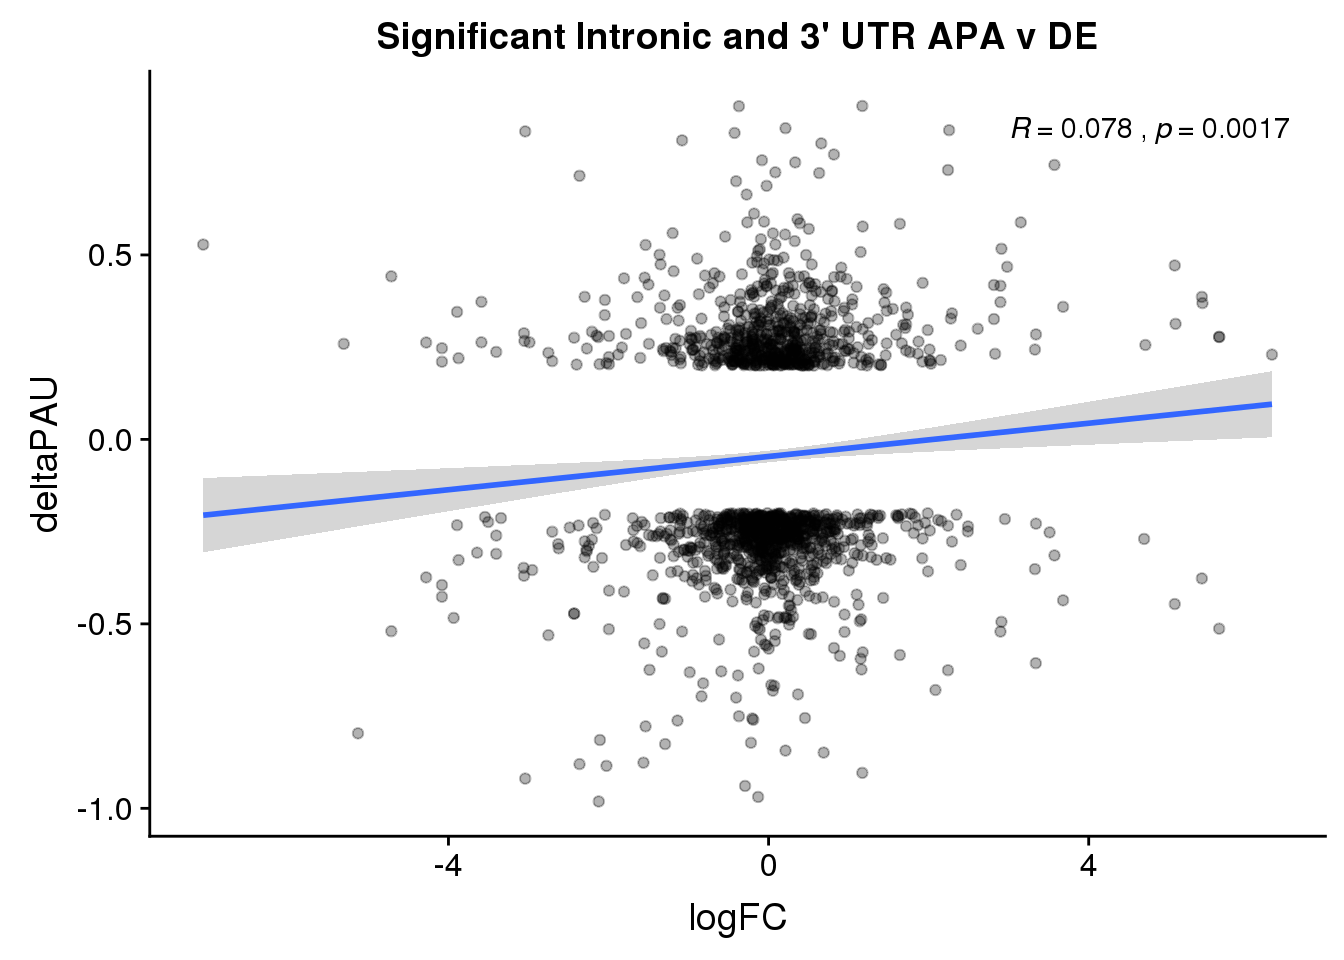 Significant Intronic and 3' UTR APA v DE
R = 0.078 , p = 0.0017
deltaPAU
0.5
0.0
-0.5
-1.0
-4 0 4
logFC